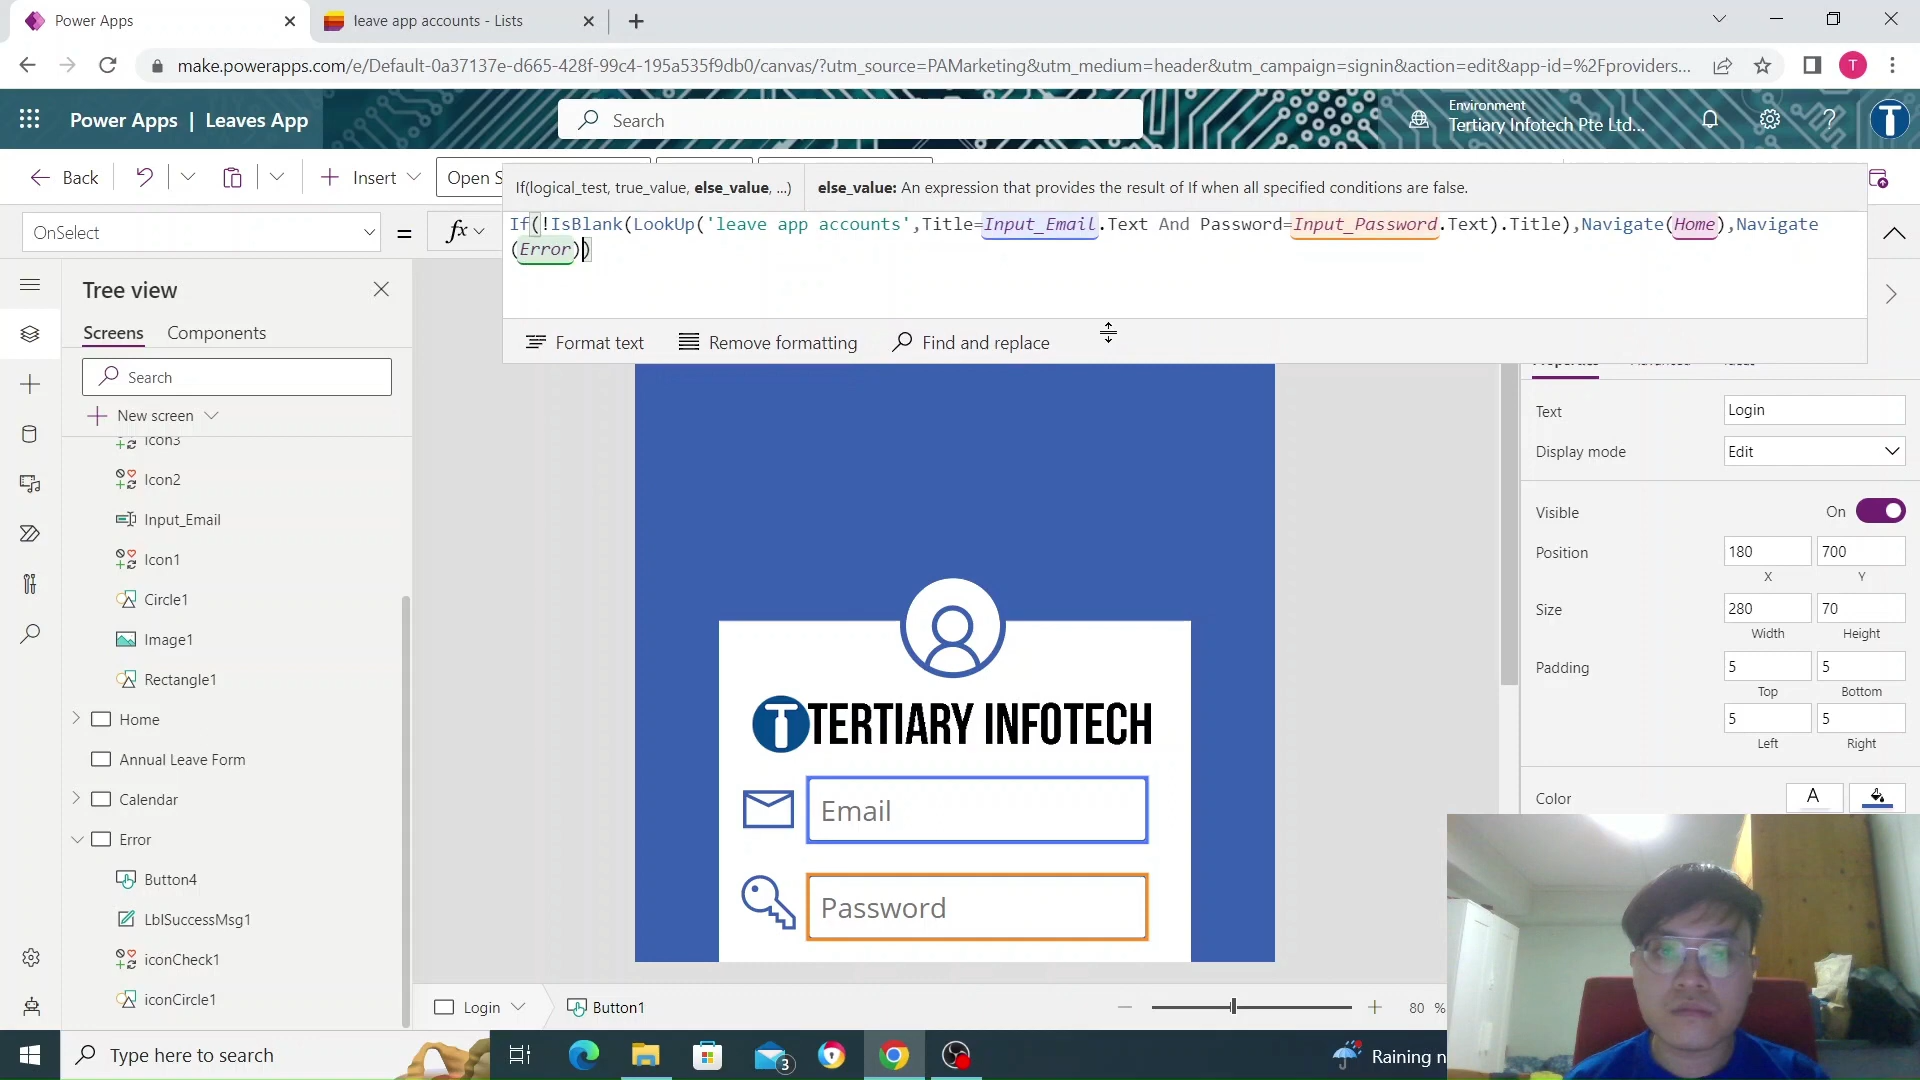 Power Apps
leave app accounts - Lists
make.powerapps.com/e/Default-0a37137e-d665-428f-99c4-195a535f9db0/canvas/?utm_source=PAMarketing&utm_medium=header&utm_campaign=signin&action=edit&app-id=%2Fproviders...
T
Power Apps | Leaves App
Search
Environment
Tertiary Infotech Pte Ltd...
Back
Insert
Open S
If(logical_test, true_value, else_value, ...)
else_value: An expression that provides the result of If when all specified conditions are false.
OnSelect
=
fx
If(!IsBlank(LookUp('leave app accounts',Title=Input_Email.Text And Password=Input_Password.Text).Title),Navigate(Home),Navigate
(Error))
Format text
Remove formatting
Find and replace
Tree view
Screens
Components
Search
New screen
Icon3
Icon2
Input_Email
Icon1
Circle1
Image1
Rectangle1
Home
Annual Leave Form
Calendar
Error
Button4
LblSuccessMsg1
iconCheck1
iconCircle1
TERTIARY INFOTECH
Email
Password
Text
Login
Display mode
Edit
Visible
On
Position
180
700
X
Y
Size
280
70
Width
Height
Padding
5
5
Top
Bottom
5
5
Left
Right
Color
A
Login
Button1
80 %
Type here to search
3
Raining n